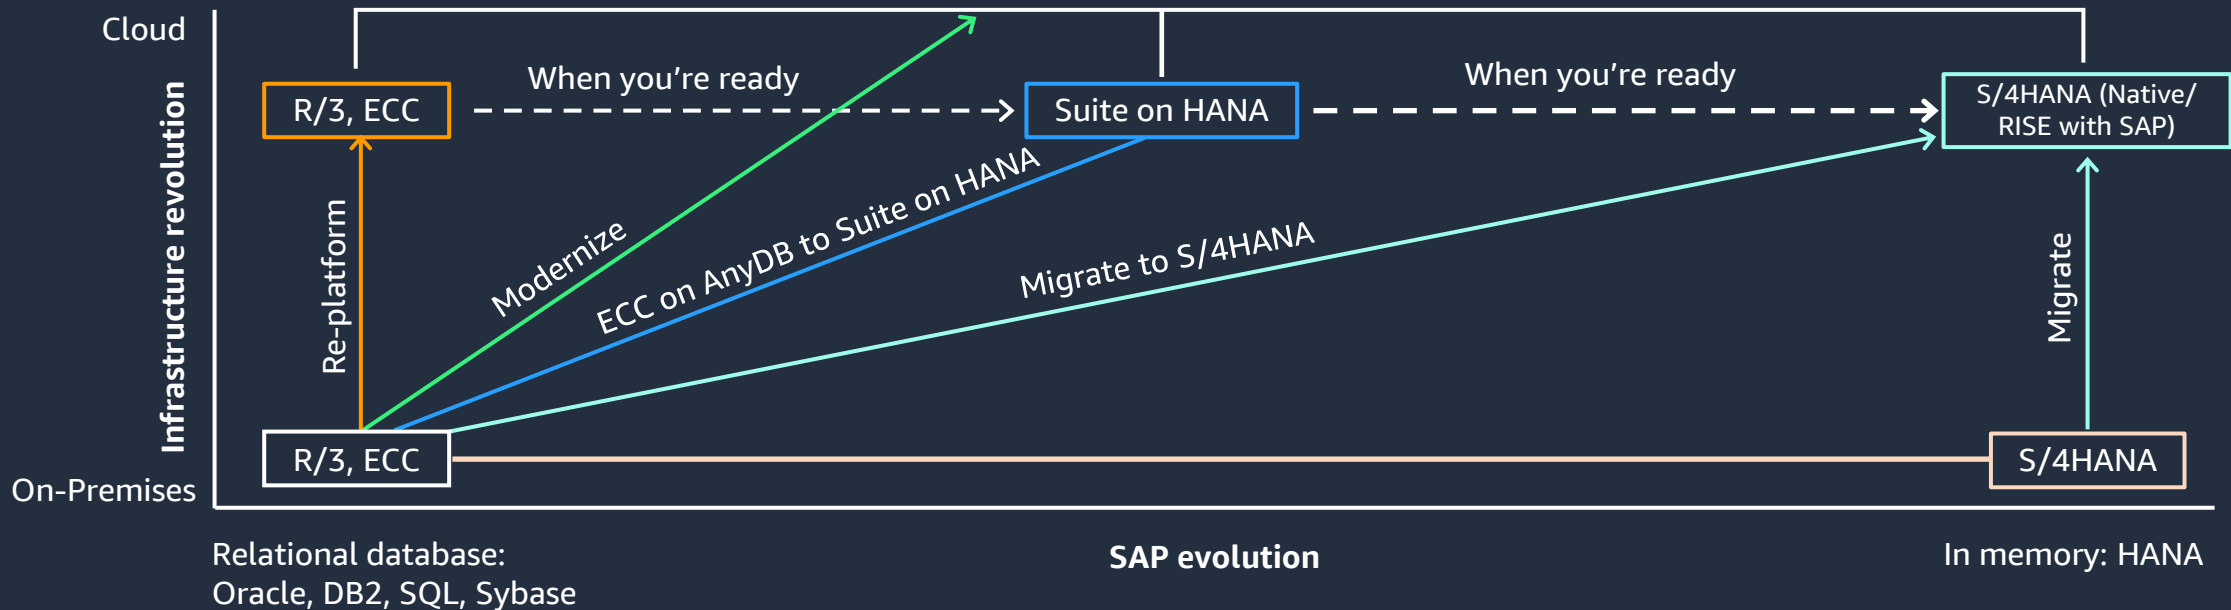 Cloud
When you're ready
When you're ready
R/3, ECC
Suite on HANA
S/4HANA (Native/
RISE with SAP)
Infrastructure revolution
Re-platform
Modernize
ECC on AnyDB to Suite on HANA
Migrate to S/4HANA
Migrate
R/3, ECC
S/4HANA
On-Premises
Relational database:
Oracle, DB2, SQL, Sybase
SAP evolution
In memory: HANA